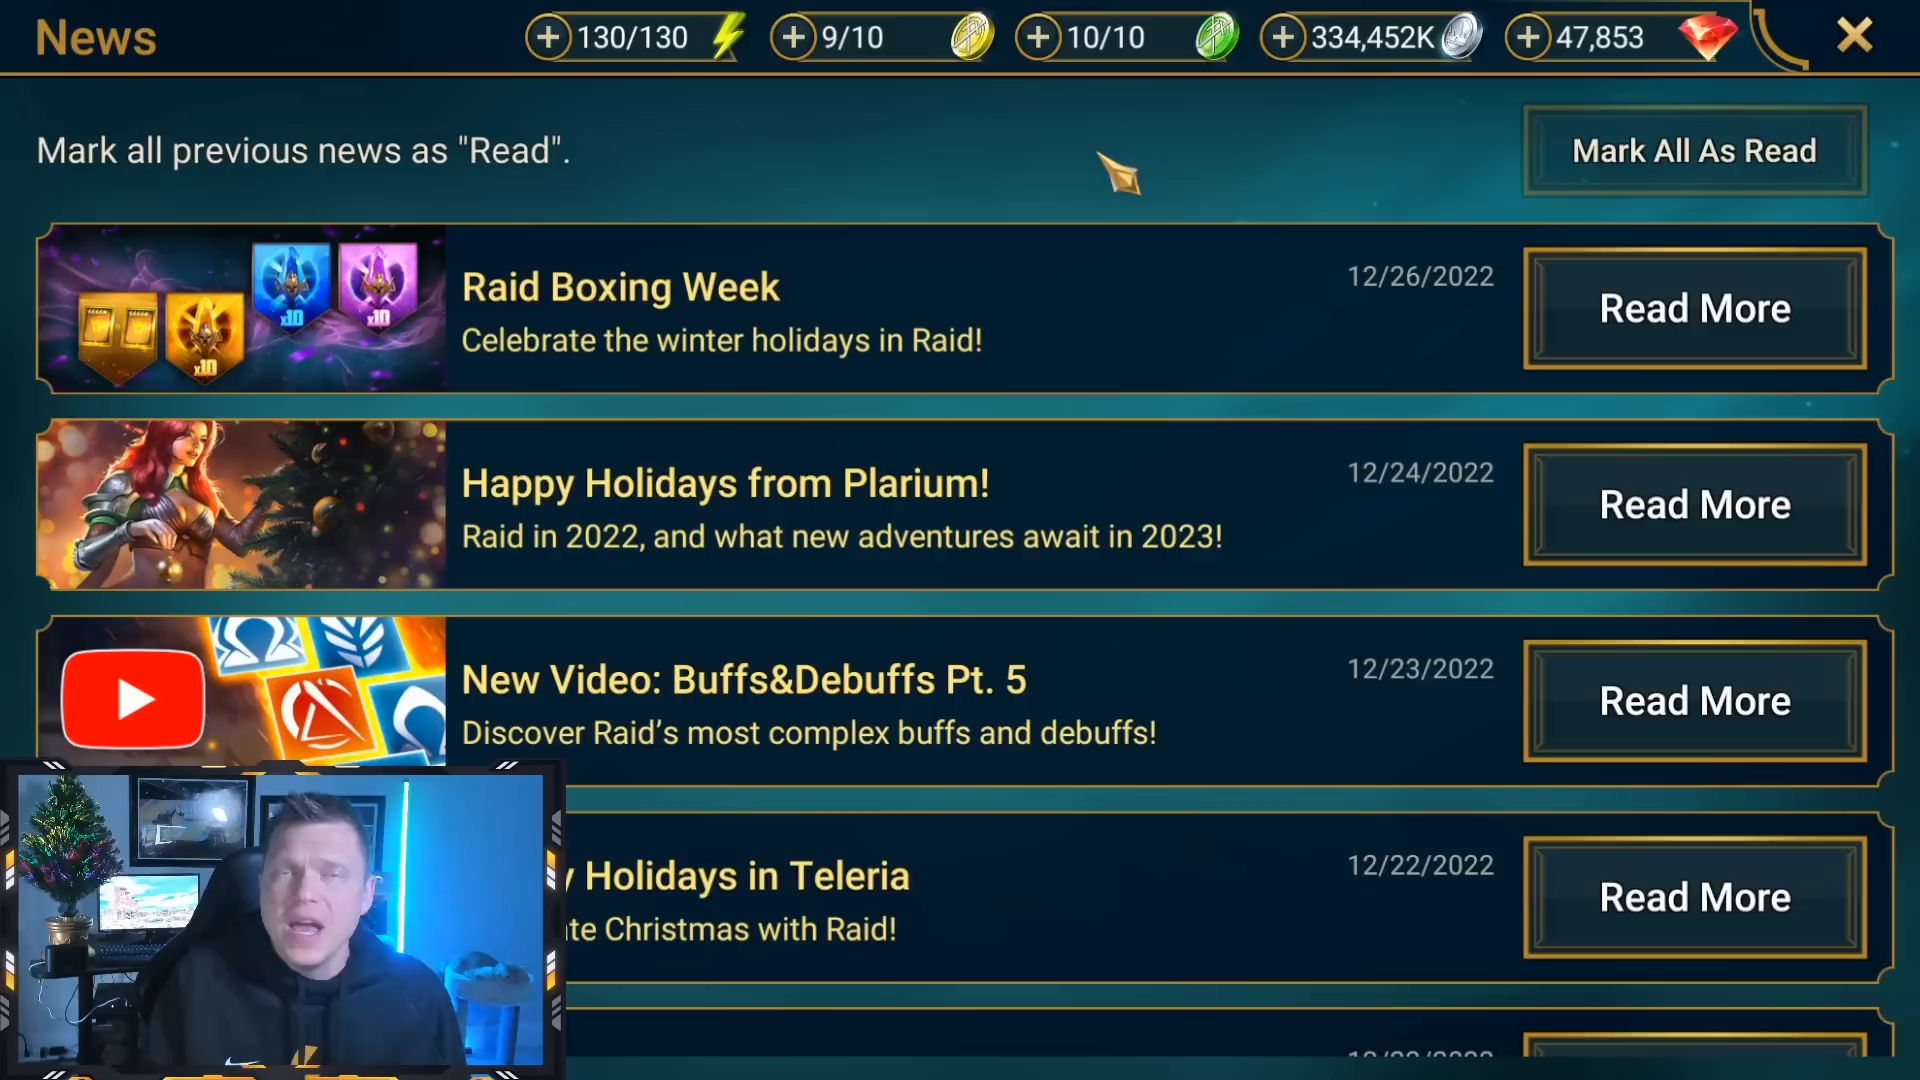 News
130/130
9/10
10/10
334,452K
47,853
Mark all previous news as "Read".
Mark All As Read
x10
x10
x10
Raid Boxing Week
Celebrate the winter holidays in Raid!
12/26/2022
Read More
Happy Holidays from Plarium!
Raid in 2022, and what new adventures await in 2023!
12/24/2022
Read More
New Video: Buffs&Debuffs Pt. 5
Discover Raid's most complex buffs and debuffs!
12/23/2022
Read More
y Holidays in Teleria
te Christmas with Raid!
12/22/2022
Read More